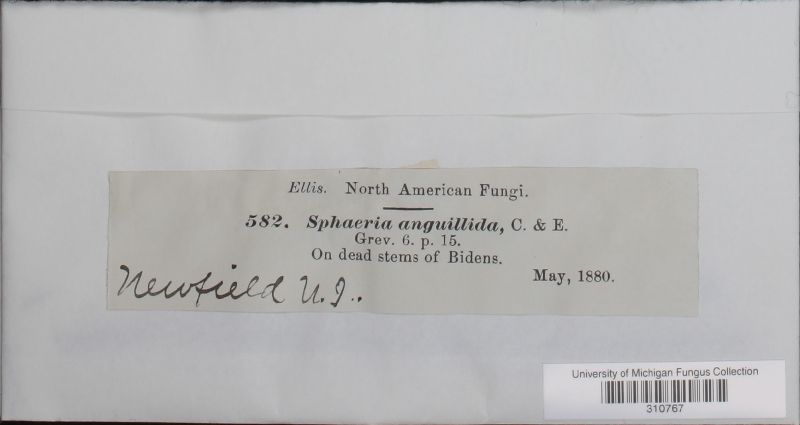 Ellis. North American Fungi.
582. Sphaeria anguillida, C. & E.
Grev. 6. p. 15.
On dead stems of Bidens.
May, 1880.
Newfield N.J.
University of Michigan Fungus Collection
310767